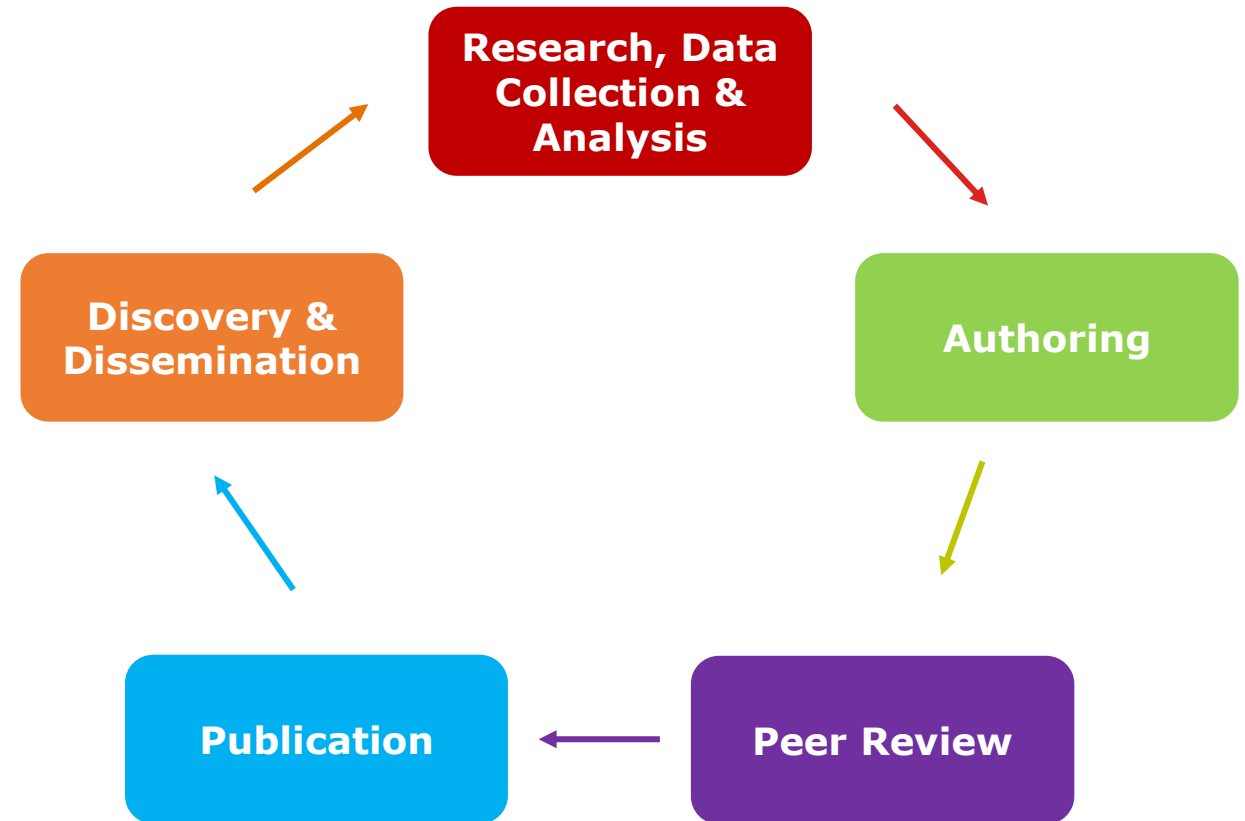 Research, Data
Collection &
Analysis
Discovery &
Dissemination
Authoring
Publication
Peer Review